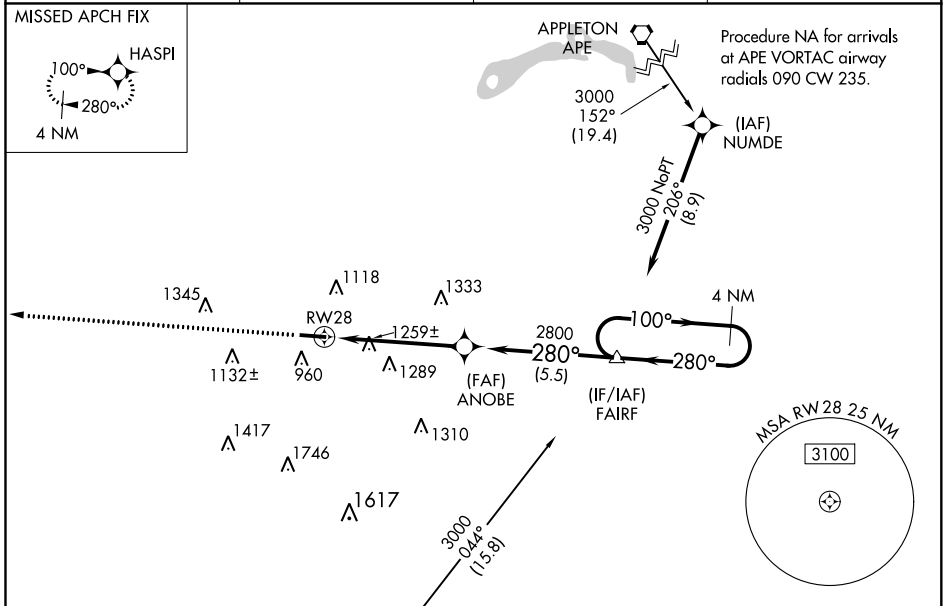 MISSED APCH FIX
HASPI
100°
280°
4 NM
APPLETON
APE
Procedure NA for arrivals
at APE VORTAC airway
radials 090 CW 235.
3000
152°
(19.4)
(IAF)
NUMDE
3000 NoPT
206°
(8.9)
1345
1118
1333
RW28
1259±
1132±
960
1289
(FAF)
ANOBE
2800
280°
(5.5)
(IF/IAF)
FAIRF
4 NM
100°
280°
1417
1746
1310
1617
3000
044°
(15.8)
MSA RW28 25 NM
3100